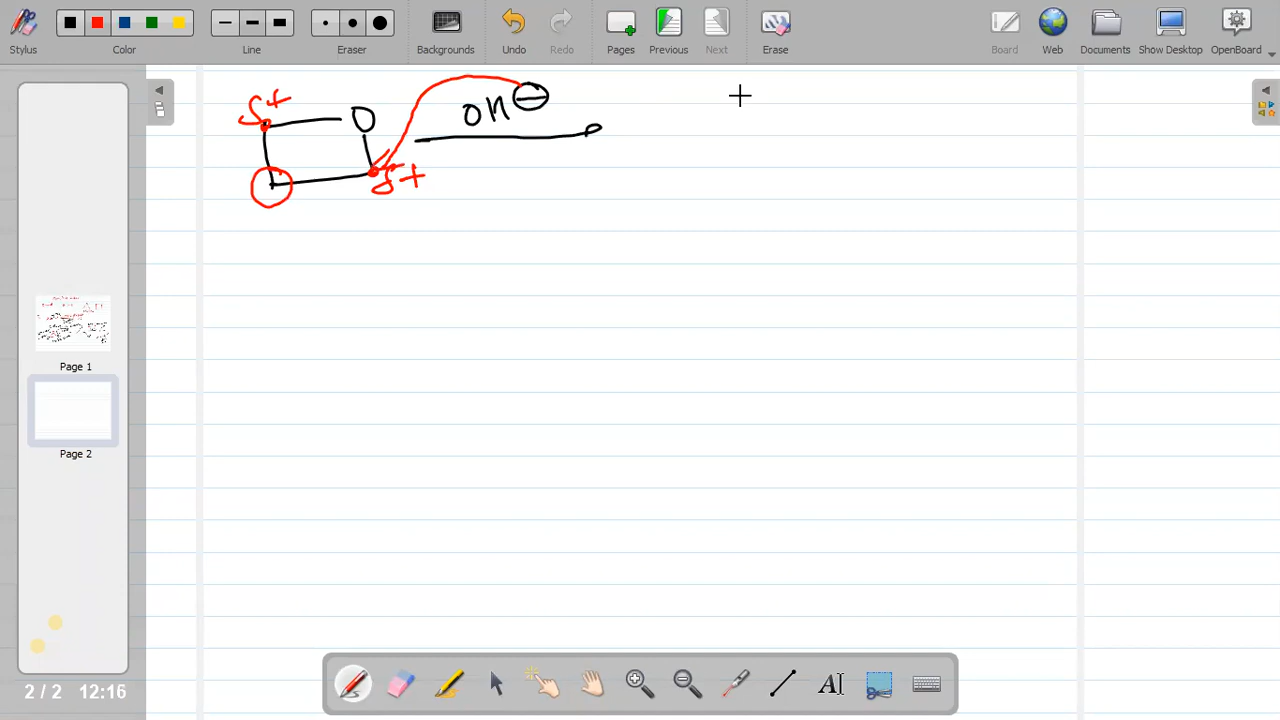 Stylus Color Line Eraser Backgrounds Undo Redo Pages Previous Next Erase Board Web Documents Show Desktop OpenBoard
δ+ O OH ⊖
δ+
Page 1
Page 2
2 / 2 12:16